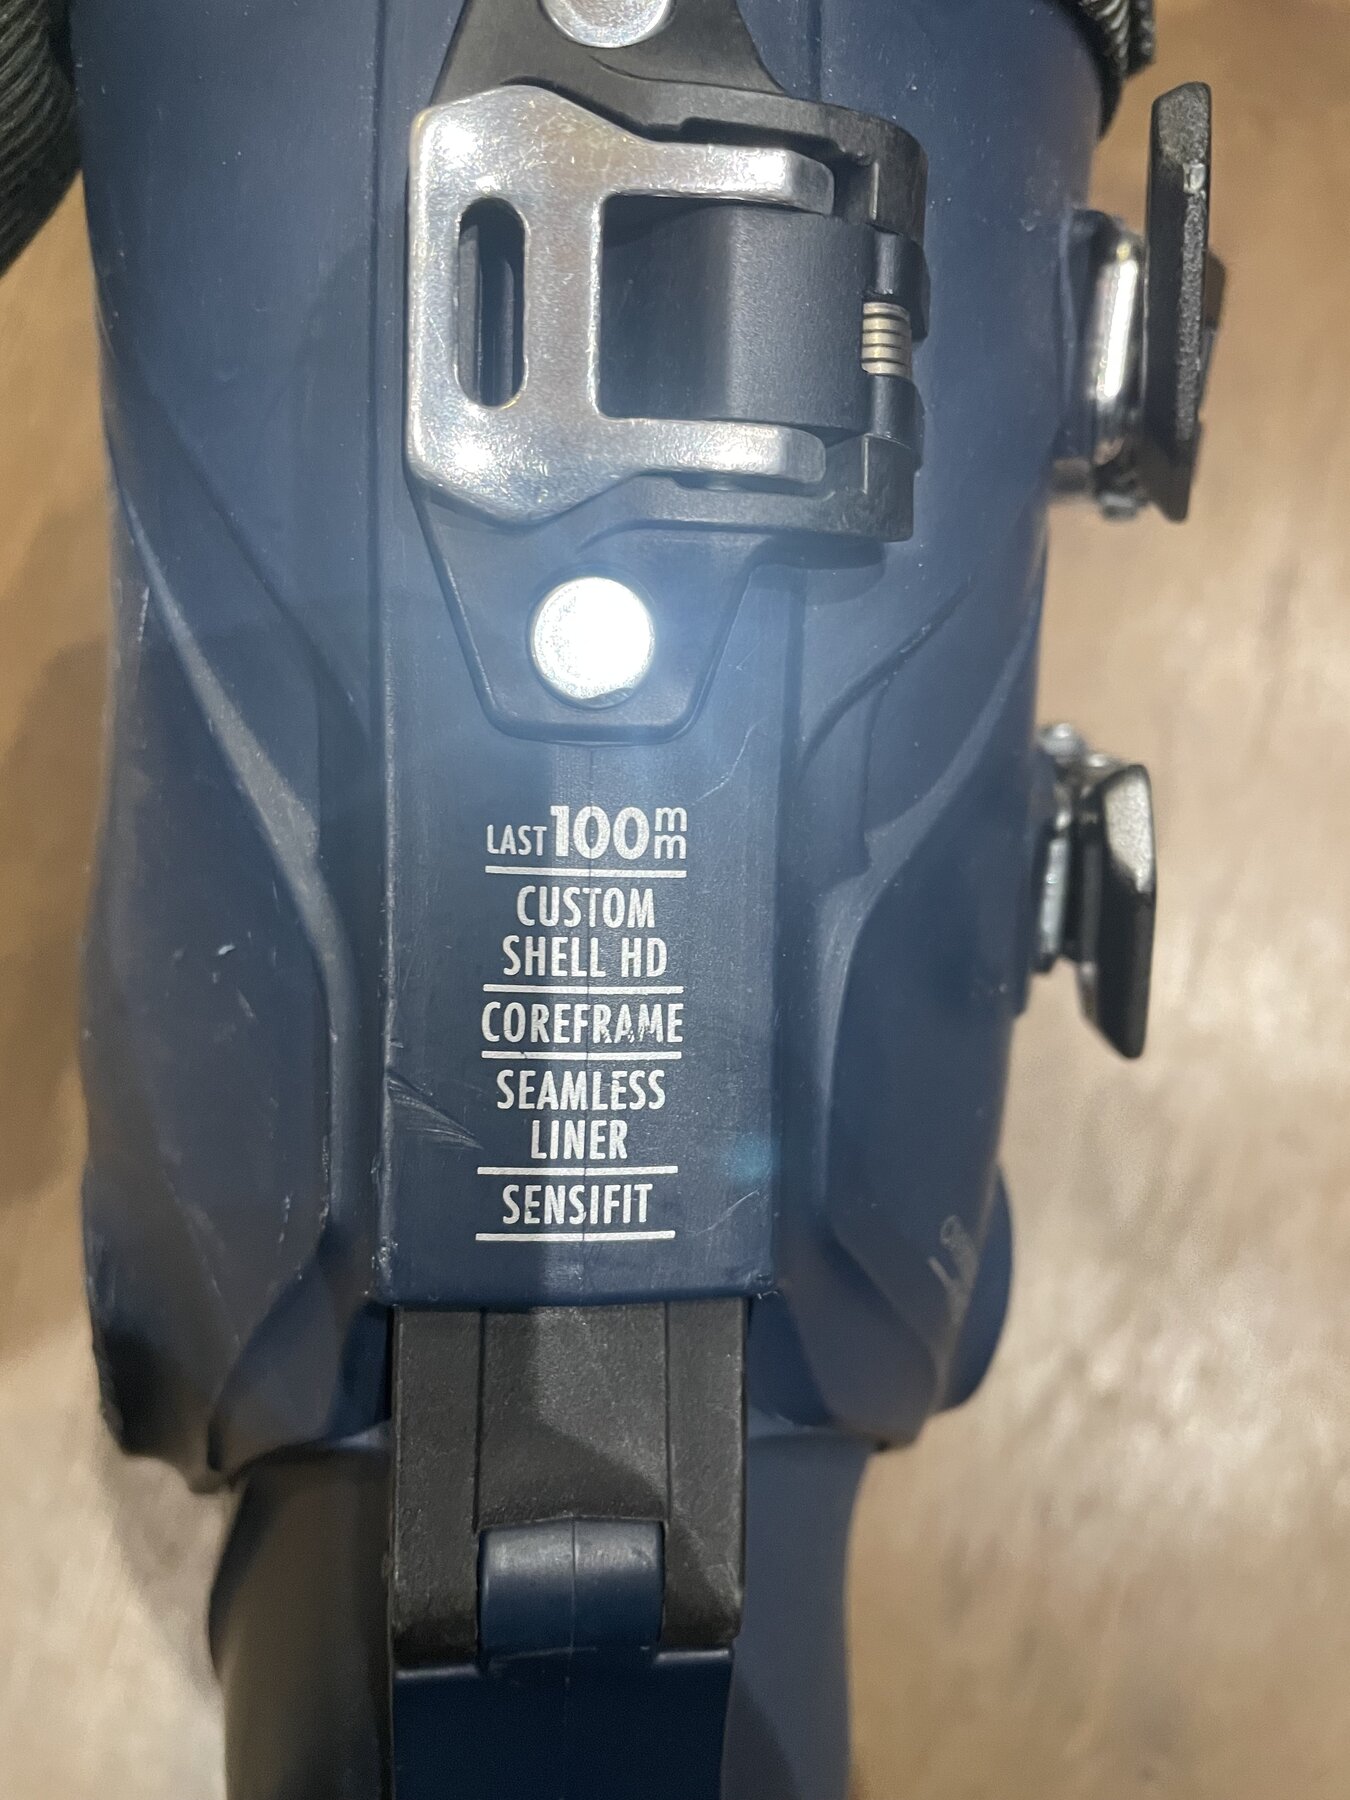 LAST 100mm
CUSTOM
SHELL HD
COREFRAME
SEAMLESS
LINER
SENSIFIT